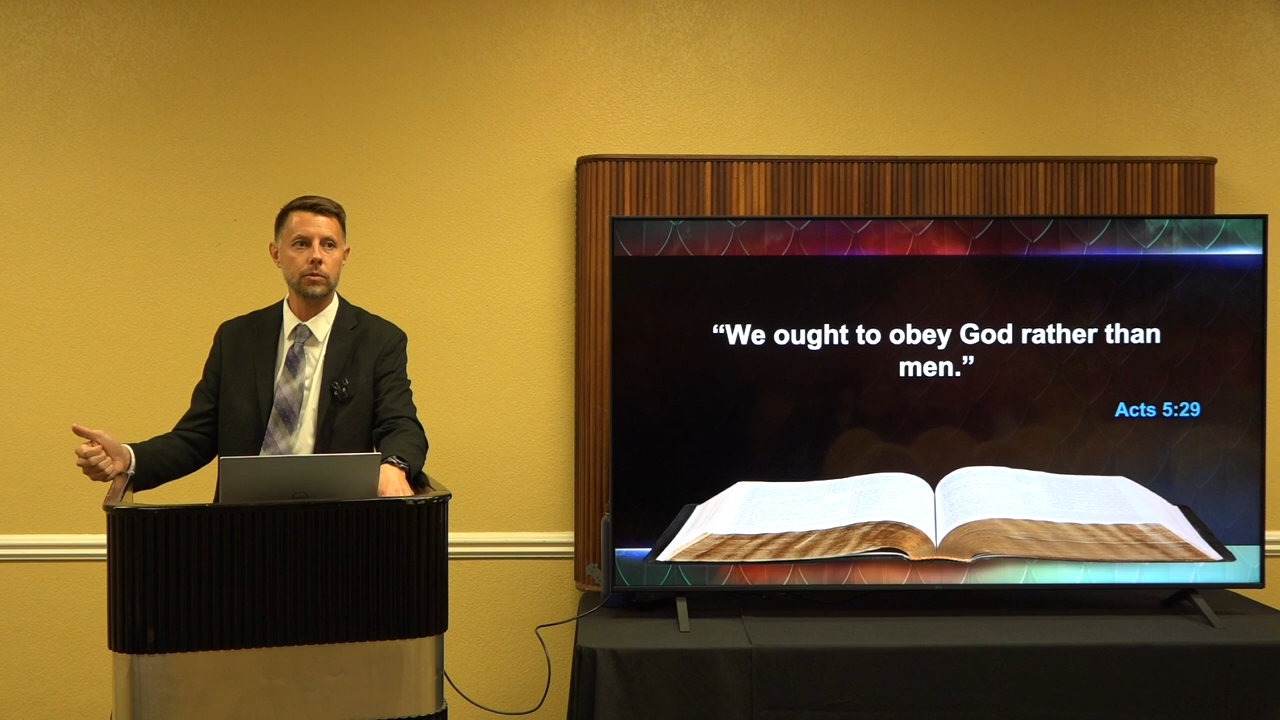 “We ought to obey God rather than
men.”
Acts 5:29